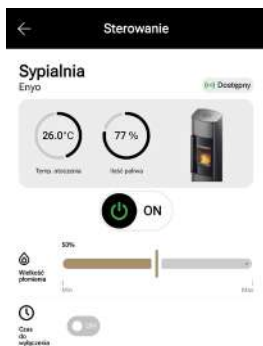 Sterowanie
Sypialnia
Enyo
Dostępny
26.0°C
77 %
Temp. otoczenia
Ilość paliwa
ON
50%
Wielkość
płomienia
Min
Max
Czas
do
wyłączenia